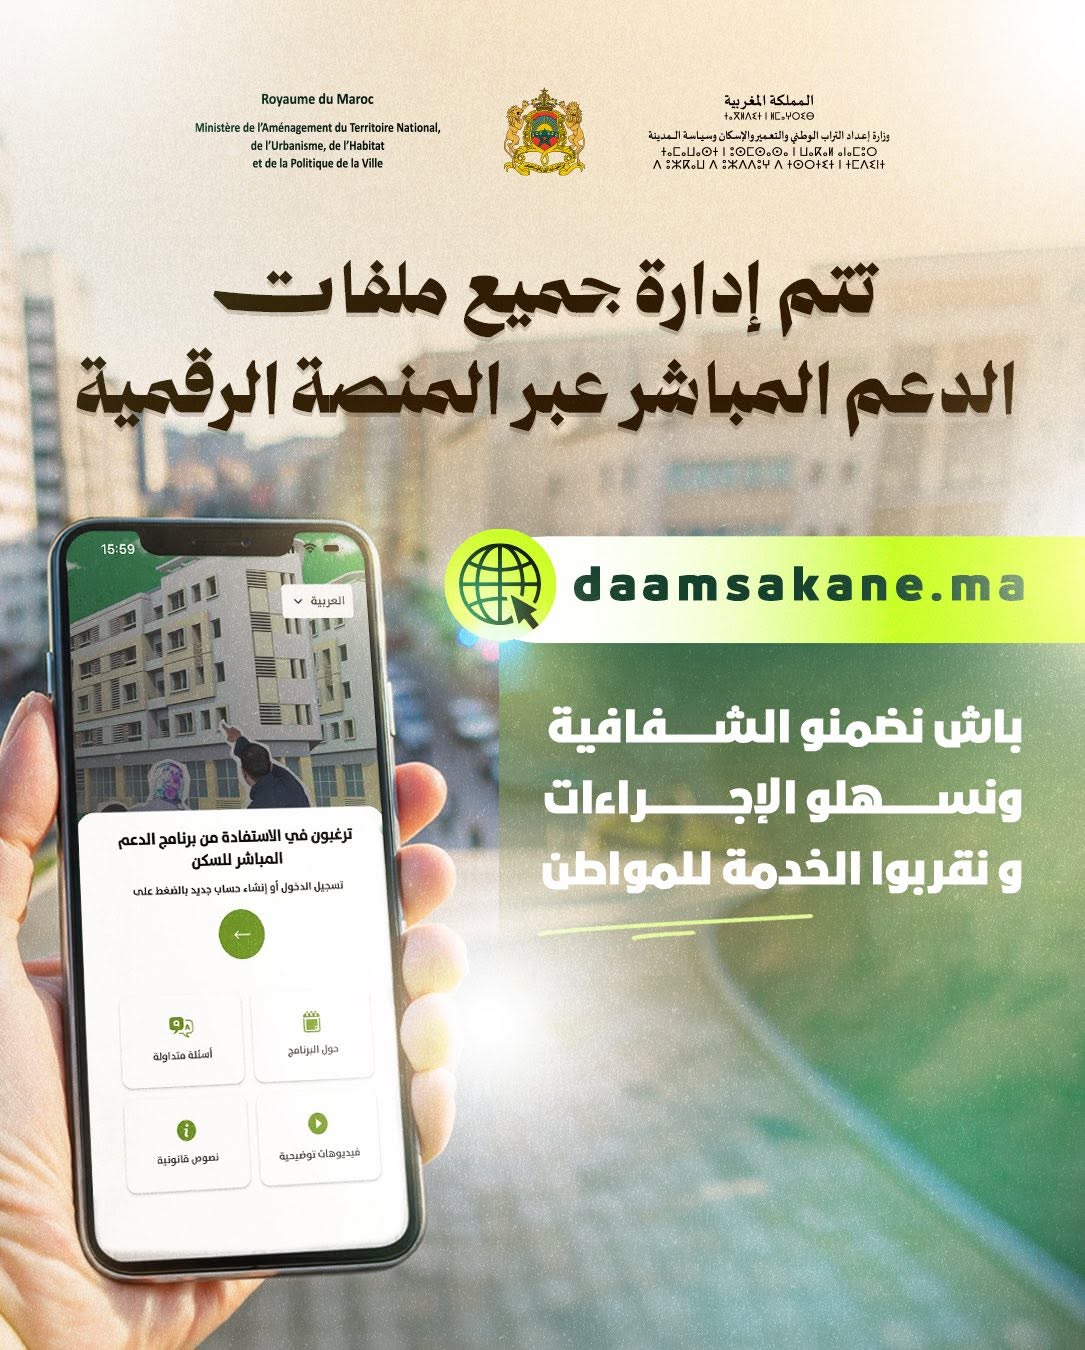 Royaume du Maroc
Ministère de l'Aménagement du Territoire National,
de l'Urbanisme, de l'Habitat
et de la Politique de la Ville
المملكة المغربية
ⵜⴰⴳⵍⴷⵉⵜ ⵏ ⵍⵎⴰⵖⵔⵉⴱ
وزارة إعداد التراب الوطني والتعمير والإسكان وسياسة المدينة
تتم إدارة جميع ملفات
الدعم المباشر عبر المنصة الرقمية
daamsakane.ma
باش نضمنو الشفافية
ونسهلو الإجراءات
و نقربوا الخدمة للمواطن
15:59
العربية
ترغبون في الاستفادة من برنامج الدعم
المباشر للسكن
تسجيل الدخول أو إنشاء حساب جديد بالضغط على
حول البرنامج
أسئلة متداولة
فيديوهات توضيحية
نصوص قانونية